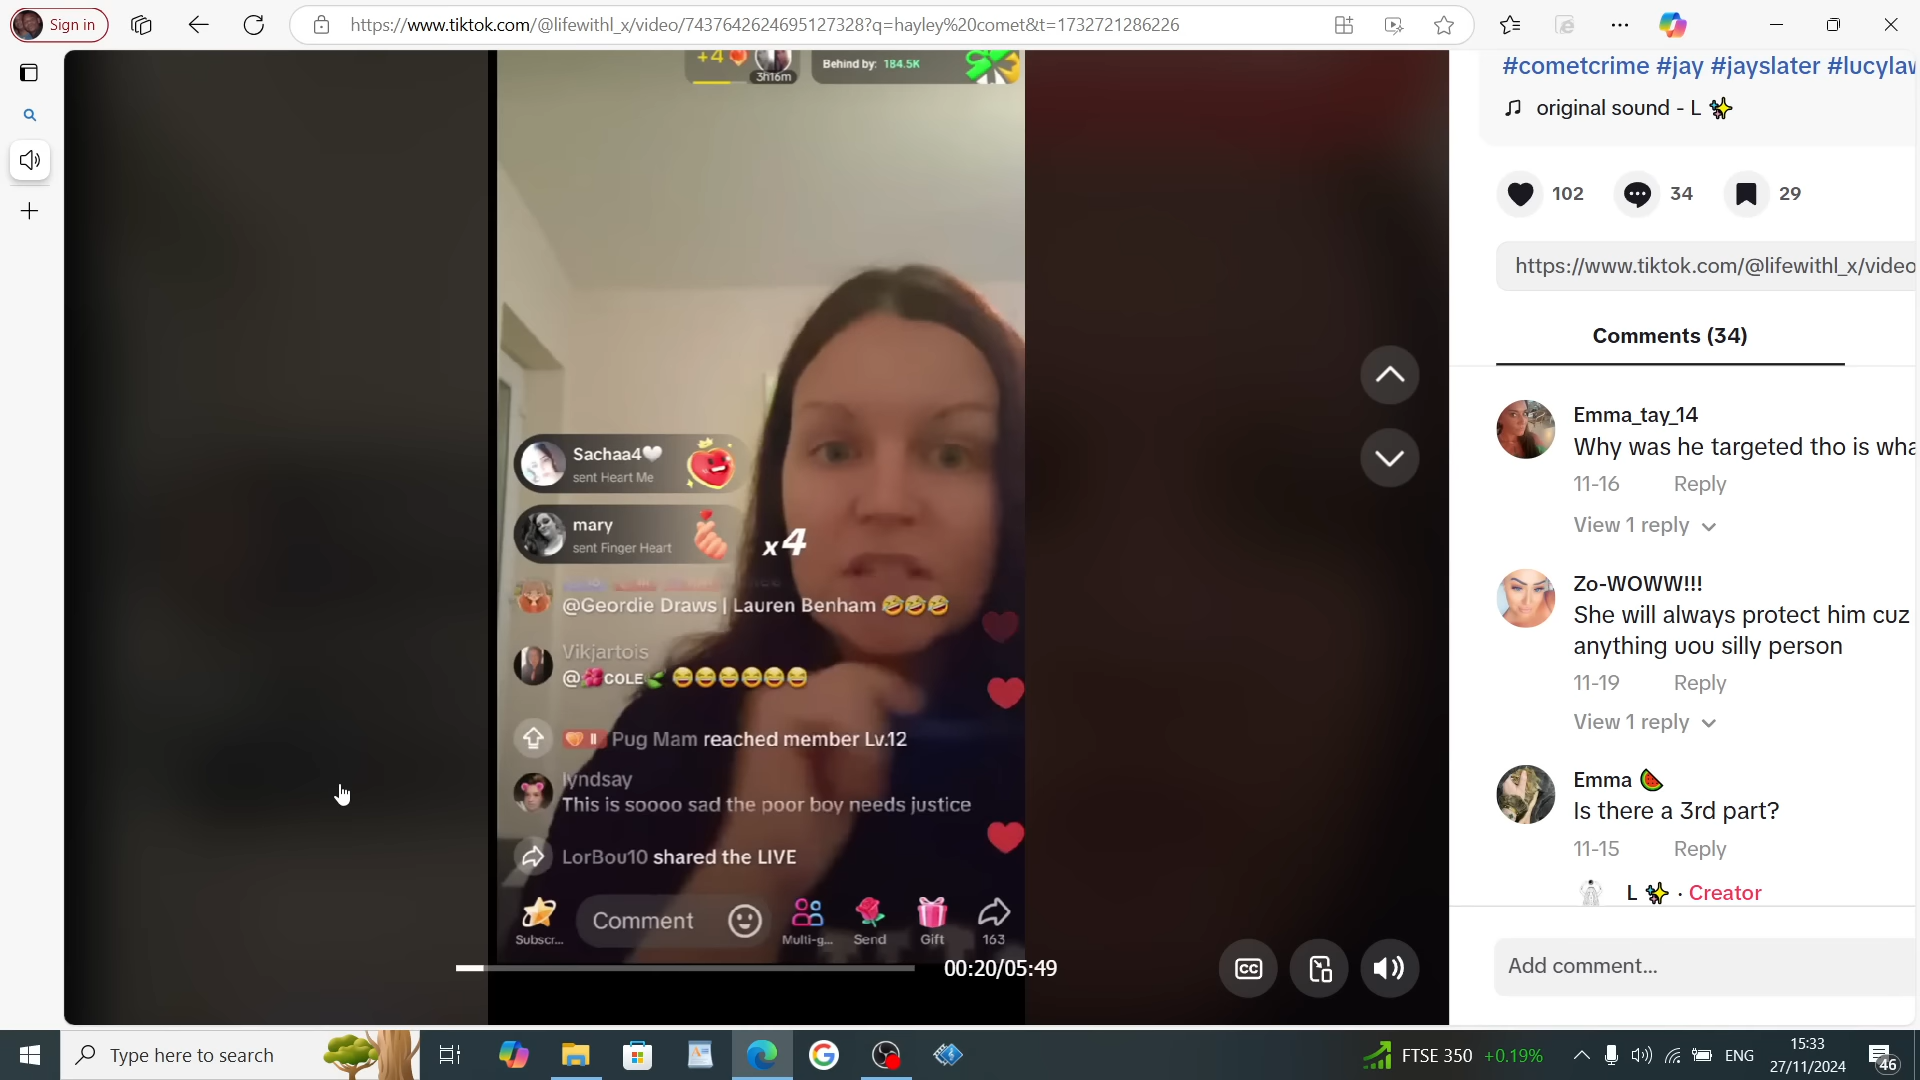 Sign in
https://www.tiktok.com/@lifewithl_x/video/7437642624695127328?q=hayley%20comet&t=1732721286226
+4
3h16m
Behind by: 184.5K
Sachaa4🤍
sent Heart Me
mary
sent Finger Heart
x4
@Geordie Draws | Lauren Benham 🤣🤣🤣
Vikjartois
@🌺COLE🌿 😂😂😂😂😂😂
II Pug Mam reached member Lv.12
lyndsay
This is soooo sad the poor boy needs justice
LorBou10 shared the LIVE
Subscr...
Comment
Multi-g...
Send
Gift
163
00:20/05:49
CC
#cometcrime #jay #jayslater #lucylaw
original sound - L ✨
102
34
29
https://www.tiktok.com/@lifewithl_x/video
Comments (34)
Emma_tay_14
Why was he targeted tho is wha
11-16 Reply
View 1 reply
Zo-WOWW!!!
She will always protect him cuz
anything uou silly person
11-19 Reply
View 1 reply
Emma 🍉
Is there a 3rd part?
11-15 Reply
L ✨ · Creator
Add comment...
Type here to search
FTSE 350 +0.19%
ENG
15:33
27/11/2024
46